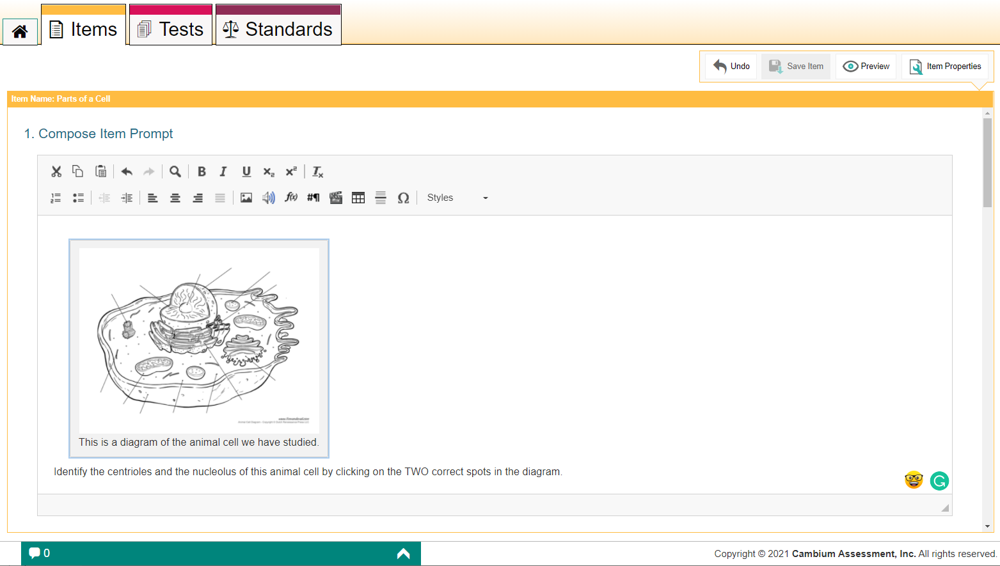 Items
Tests
Standards
Undo
Save Item
Preview
Item Properties
Item Name: Parts of a Cell
1. Compose Item Prompt
B I U x₂ x² Tx
f(x) #¶ Ω Styles
This is a diagram of the animal cell we have studied.
Identify the centrioles and the nucleolus of this animal cell by clicking on the TWO correct spots in the diagram.
0
Copyright © 2021 Cambium Assessment, Inc. All rights reserved.